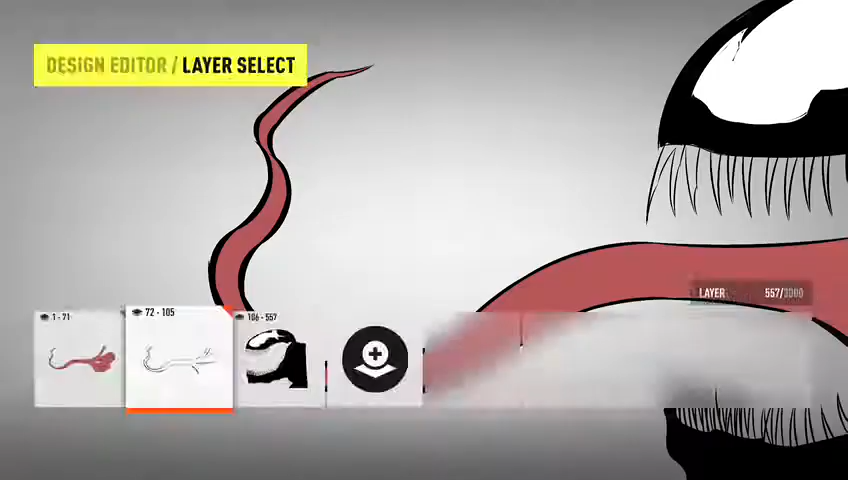 DESIGN EDITOR / LAYER SELECT
LAYER 557/3000
1 - 71
72 - 105
106 - 557